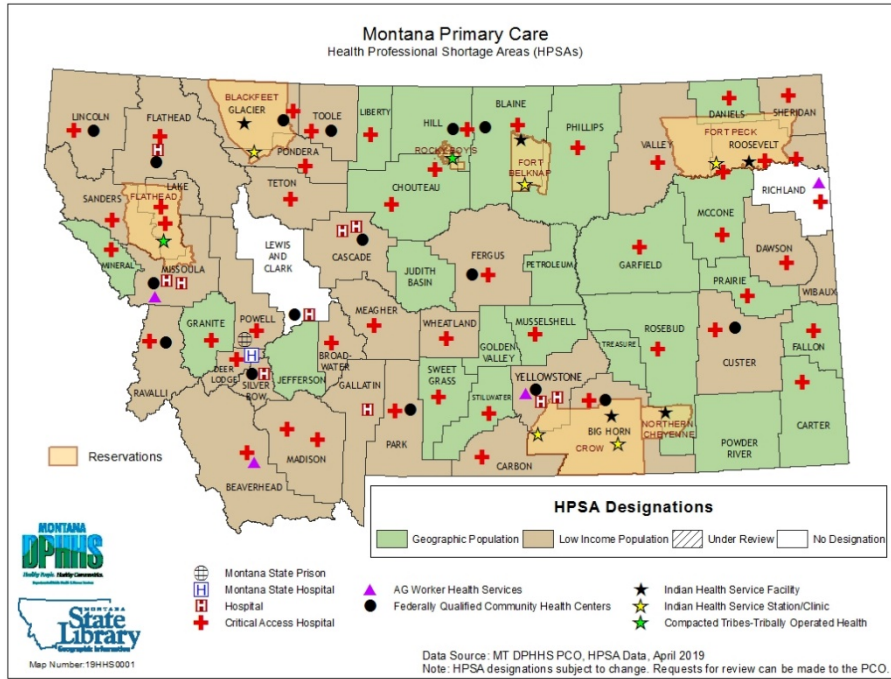 Montana Primary Care
Health Professional Shortage Areas (HPSAs)
LINCOLN
FLATHEAD
BLACKFEET
GLACIER
TOOLE
LIBERTY
HILL
BLAINE
PHILLIPS
VALLEY
DANIELS
SHERIDAN
FORT PECK
ROOSEVELT
PONDERA
ROCKY BOYS
FORT
BELKNAP
RICHLAND
SANDERS
LAKE
FLATHEAD
TETON
CHOUTEAU
MCCONE
LEWIS
AND
CLARK
CASCADE
FERGUS
GARFIELD
DAWSON
MINERAL
MISSOULA
JUDITH
BASIN
PETROLEUM
PRAIRIE
WIBAUX
GRANITE
POWELL
MEAGHER
WHEATLAND
MUSSELSHELL
ROSEBUD
TREASURE
CUSTER
FALLON
GOLDEN
VALLEY
RAVALLI
DEER
LODGE
SILVER
BOW
JEFFERSON
BROAD-
WATER
GALLATIN
SWEET
GRASS
STILLWATER
YELLOWSTONE
PARK
BIG HORN
CROW
NORTHERN
CHEYENNE
POWDER
RIVER
CARTER
MADISON
BEAVERHEAD
CARBON
Reservations
HPSA Designations
Geographic Population
Low Income Population
Under Review
No Designation
MONTANA
DPHHS
Healthy People. Healthy Communities.
MONTANA
State
Library
Geographic Information
Map Number:19HHS0001
Montana State Prison
H Montana State Hospital
H Hospital
Critical Access Hospital
AG Worker Health Services
Federally Qualified Community Health Centers
Indian Health Service Facility
Indian Health Service Station/Clinic
Compacted Tribes-Tribally Operated Health
Data Source: MT DPHHS PCO, HPSA Data, April 2019
Note: HPSA designations subject to change. Requests for review can be made to the PCO.